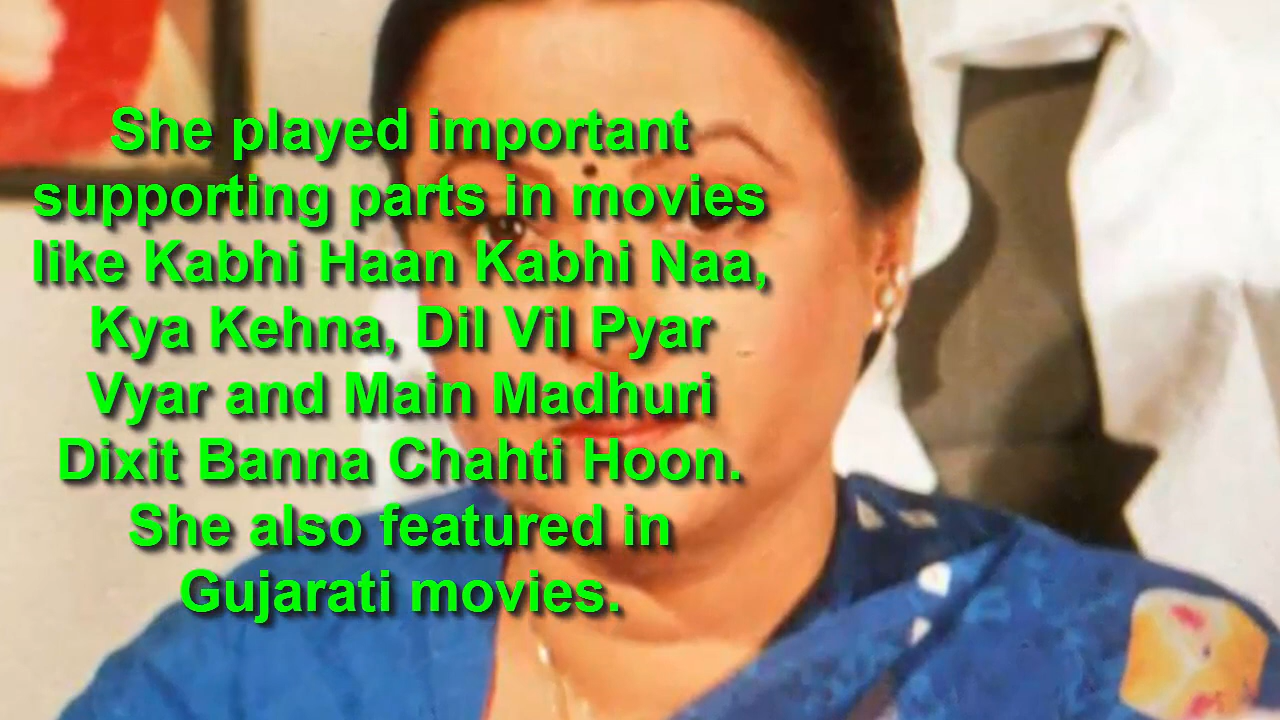 She played important
supporting parts in movies
like Kabhi Haan Kabhi Naa,
Kya Kehna, Dil Vil Pyar
Vyar and Main Madhuri
Dixit Banna Chahti Hoon.
She also featured in
Gujarati movies.